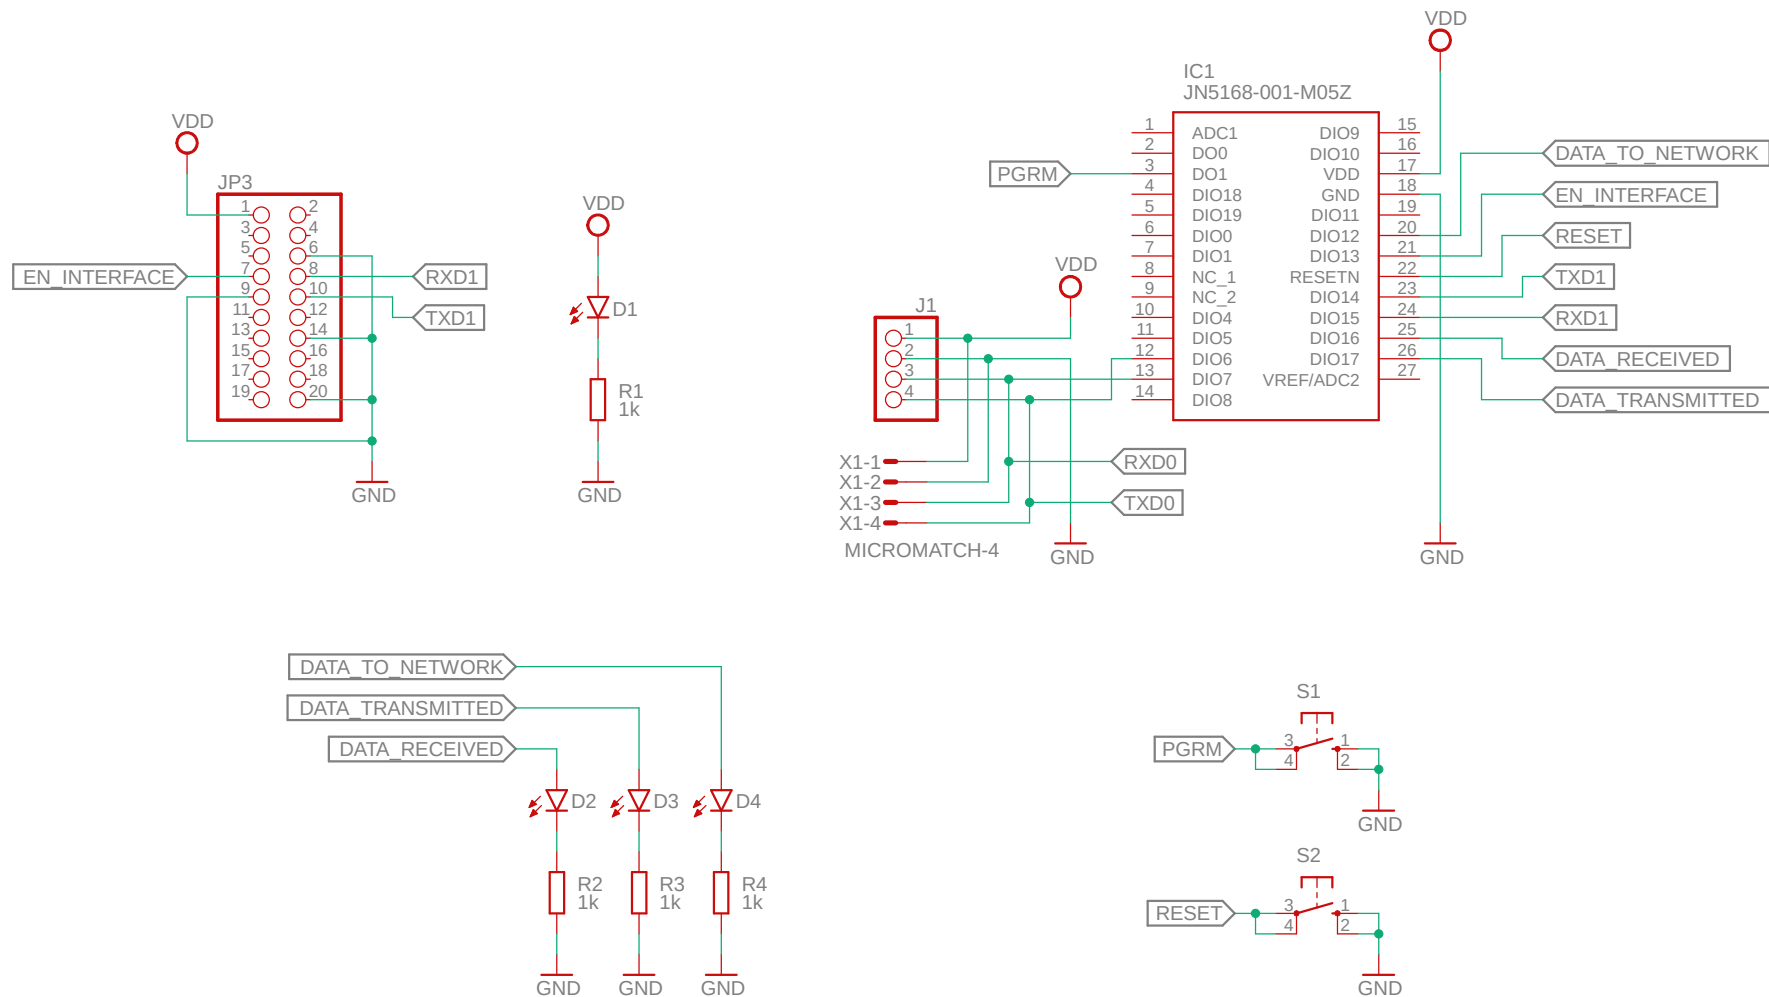 VDD
JP3
1 2
3 4
5 6
7 8
9 10
11 12
13 14
15 16
17 18
19 20
EN_INTERFACE
RXD1
TXD1
GND
VDD
D1
R1
1k
GND
VDD
IC1
JN5168-001-M05Z
1 ADC1 DIO9 15
2 DO0 DIO10 16
3 DO1 VDD 17
4 DIO18 GND 18
5 DIO19 DIO11 19
6 DIO0 DIO12 20
7 DIO1 DIO13 21
8 NC_1 RESETN 22
9 NC_2 DIO14 23
10 DIO4 DIO15 24
11 DIO5 DIO16 25
12 DIO6 DIO17 26
13 DIO7 VREF/ADC2 27
14 DIO8
PGRM
DATA_TO_NETWORK
EN_INTERFACE
RESET
TXD1
RXD1
DATA_RECEIVED
DATA_TRANSMITTED
GND
VDD
J1
1
2
3
4
X1-1
X1-2
X1-3
X1-4
MICROMATCH-4
RXD0
TXD0
GND
DATA_TO_NETWORK
DATA_TRANSMITTED
DATA_RECEIVED
D2 D3 D4
R2 R3 R4
1k 1k 1k
GND GND GND
S1
PGRM
3 1
4 2
GND
S2
RESET
3 1
4 2
GND